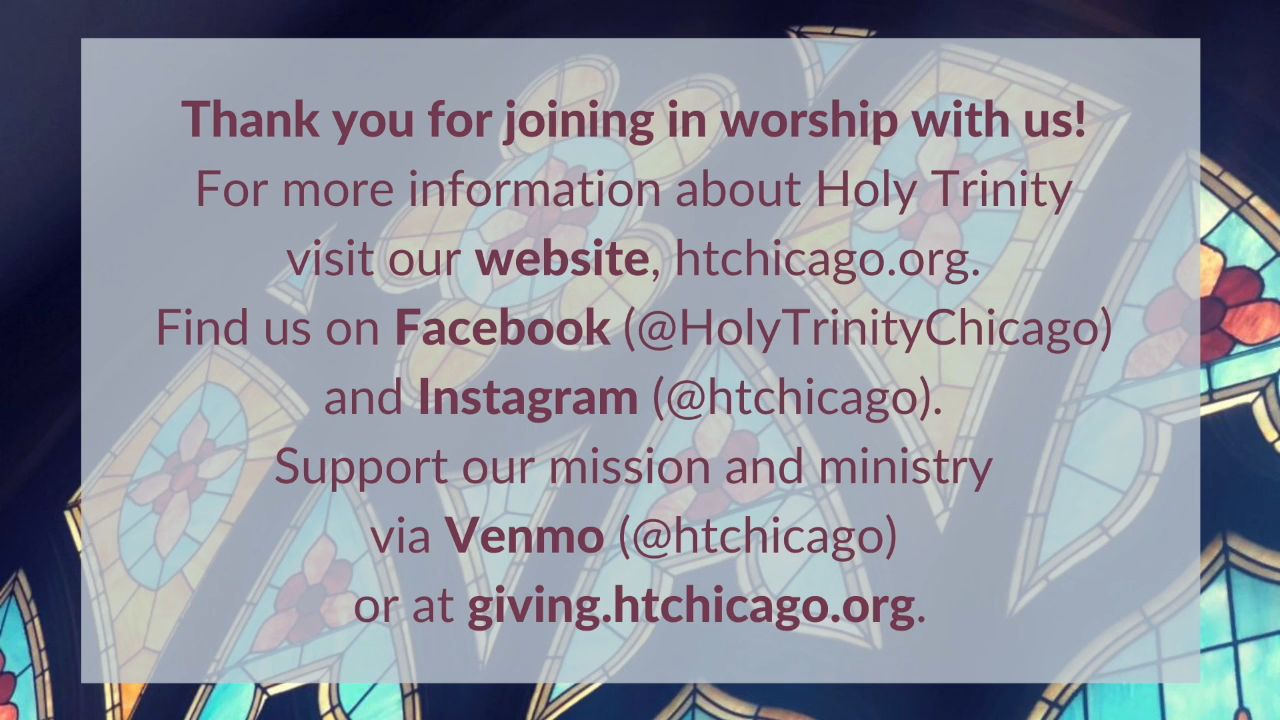 Thank you for joining in worship with us!
For more information about Holy Trinity
visit our website, htchicago.org.
Find us on Facebook (@HolyTrinityChicago)
and Instagram (@htchicago).
Support our mission and ministry
via Venmo (@htchicago)
or at giving.htchicago.org.